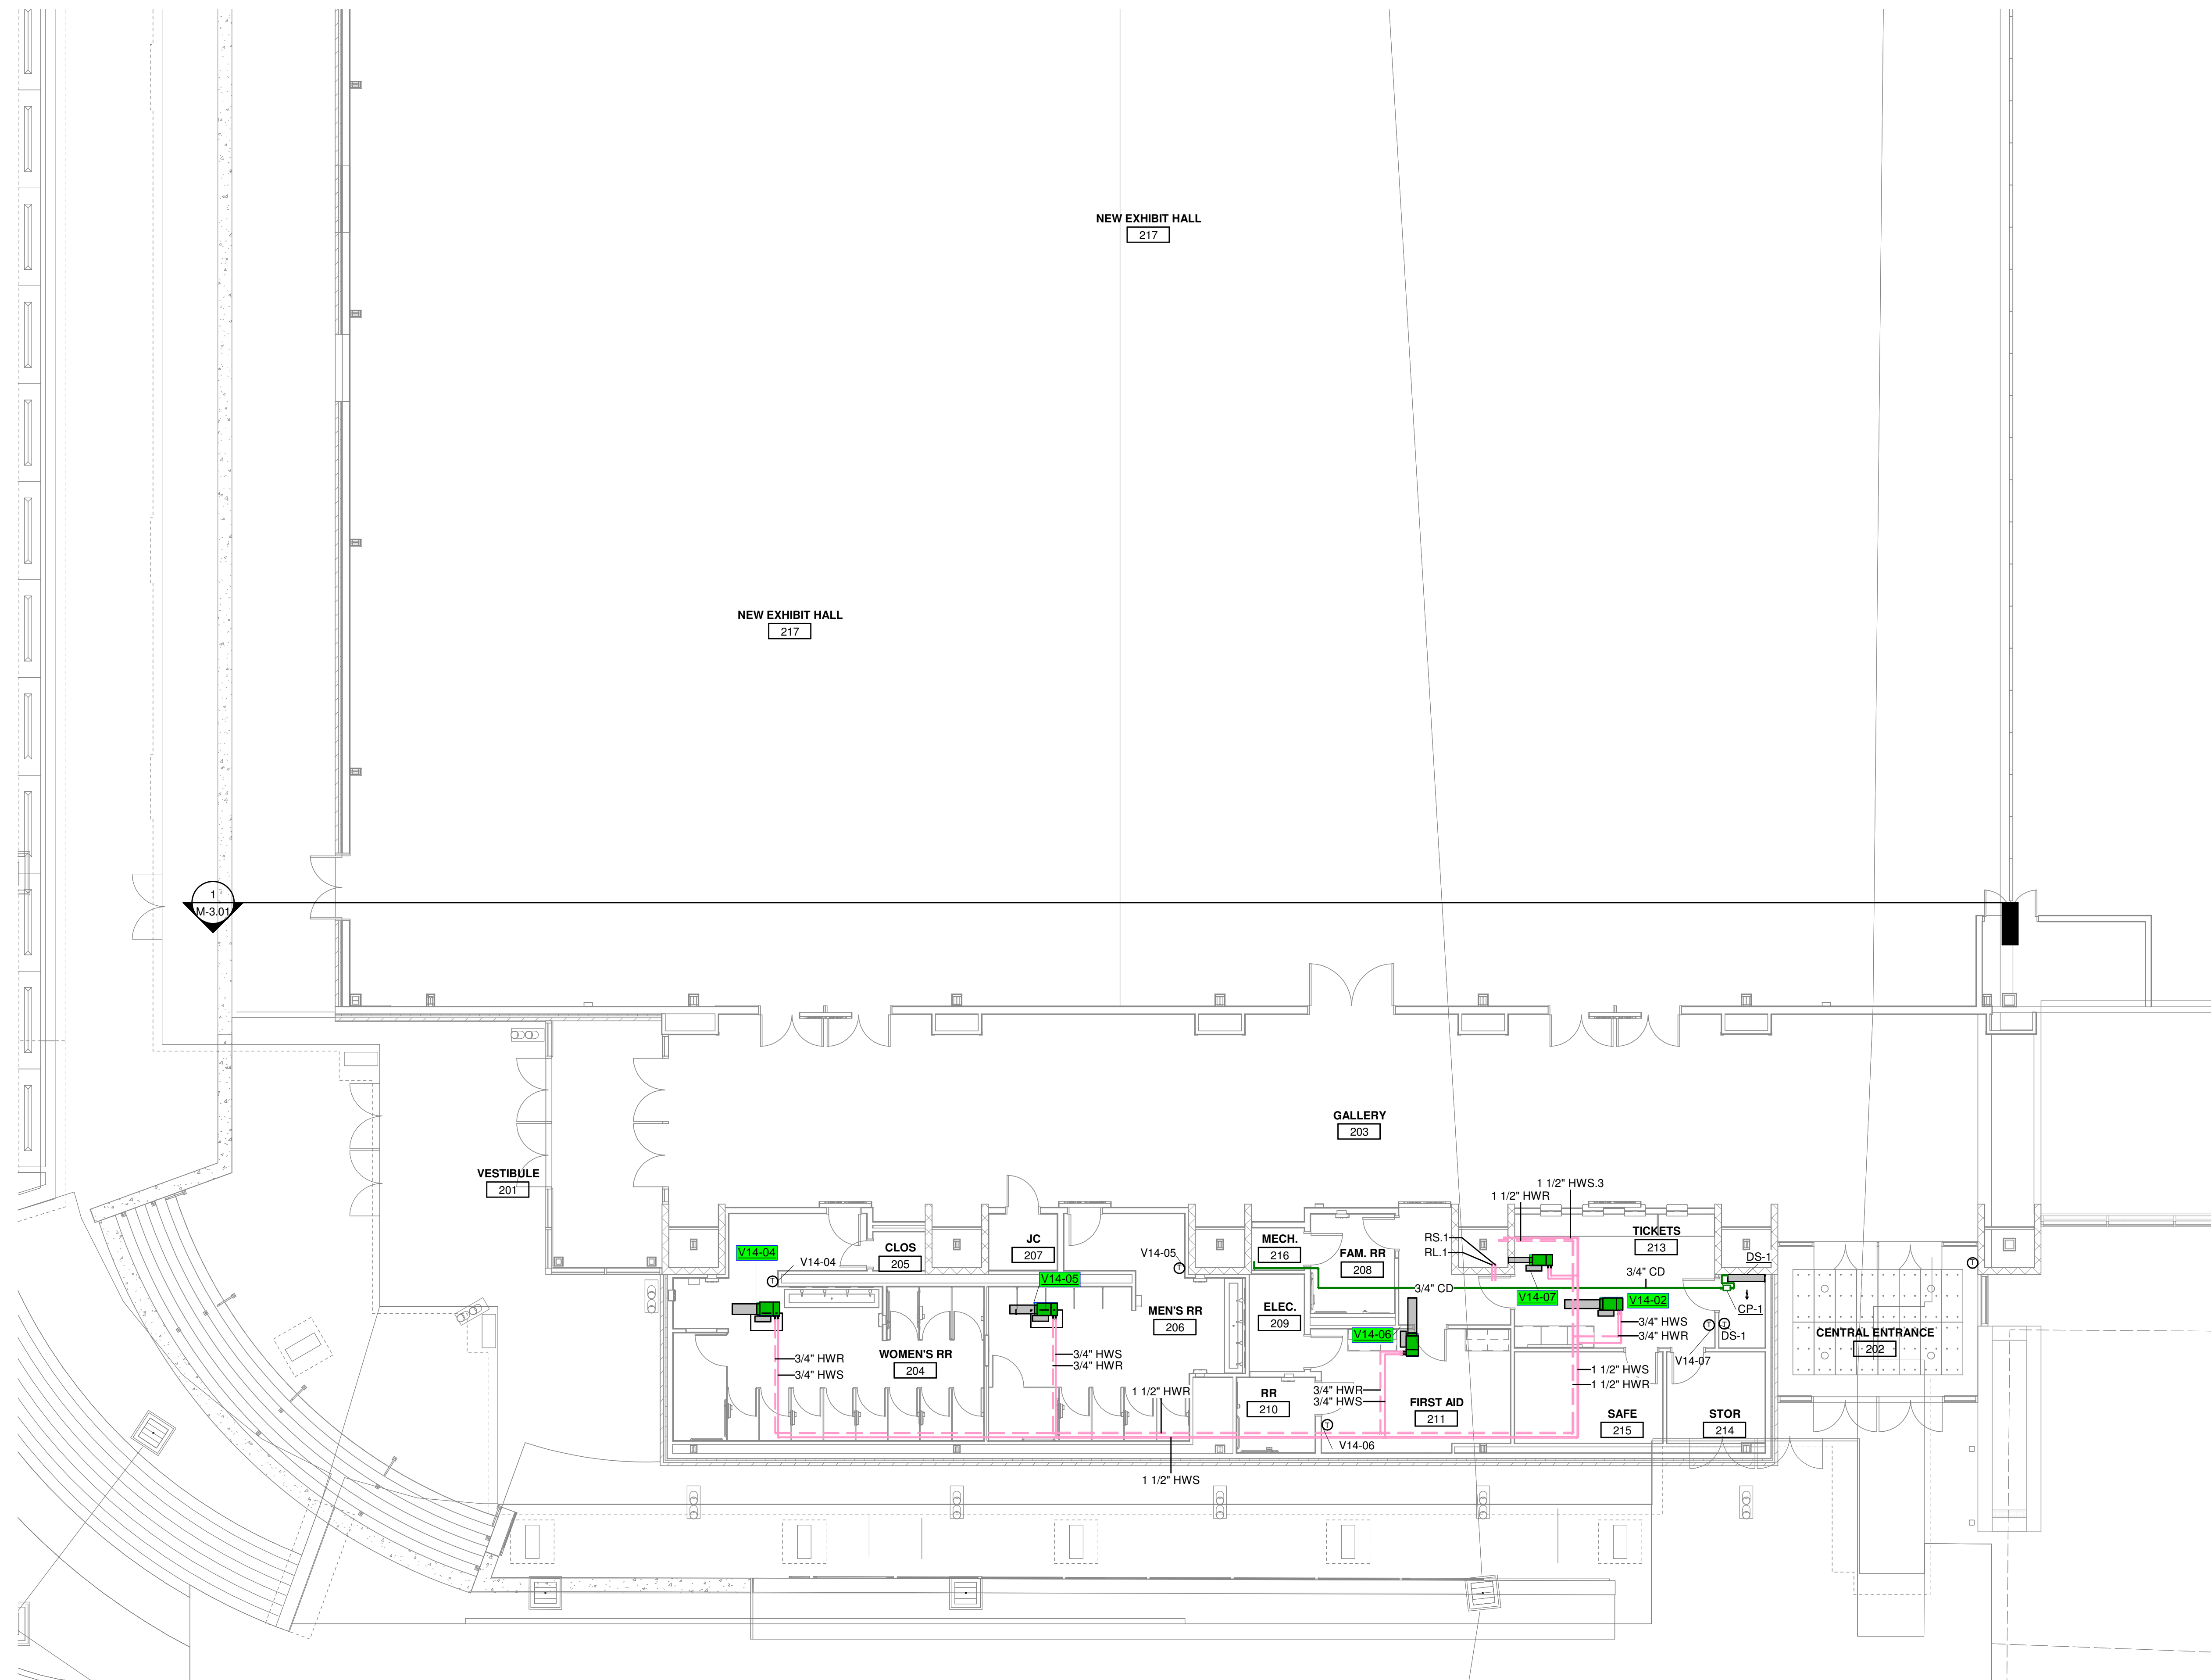 NEW EXHIBIT HALL
217
NEW EXHIBIT HALL
217
1
M-3.01
GALLERY
203
VESTIBULE
201
1 1/2" HWS.3
1 1/2" HWR
V14-04
V14-04
CLOS
205
JC
207
V14-05
V14-05
MECH.
216
FAM. RR
208
RS.1
RL.1
TICKETS
213
DS-1
3/4" CD
3/4" CD
V14-07
V14-02
CP-1
MEN'S RR
206
ELEC.
209
V14-06
3/4" HWS
3/4" HWR
DS-1
CENTRAL ENTRANCE
202
WOMEN'S RR
204
3/4" HWR
3/4" HWS
3/4" HWS
3/4" HWR
V14-07
1 1/2" HWS
1 1/2" HWR
1 1/2" HWR
RR
210
3/4" HWR
3/4" HWS
FIRST AID
211
SAFE
215
STOR
214
V14-06
1 1/2" HWS
T
T
T
T
T
T